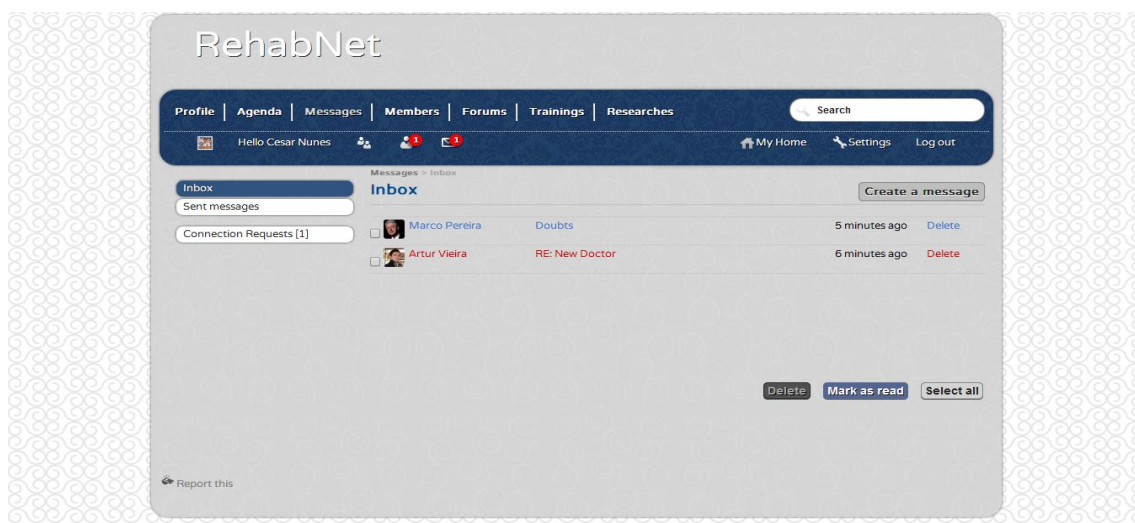 RehabNet
Profile | Agenda | Messages | Members | Forums | Trainings | Researches Search
Hello Cesar Nunes 1 1 My Home Settings Log out
Messages > Inbox
Inbox Inbox Create a message
Sent messages
Connection Requests [1]
Marco Pereira Doubts 5 minutes ago Delete
Artur Vieira RE: New Doctor 6 minutes ago Delete
Delete Mark as read Select all
Report this